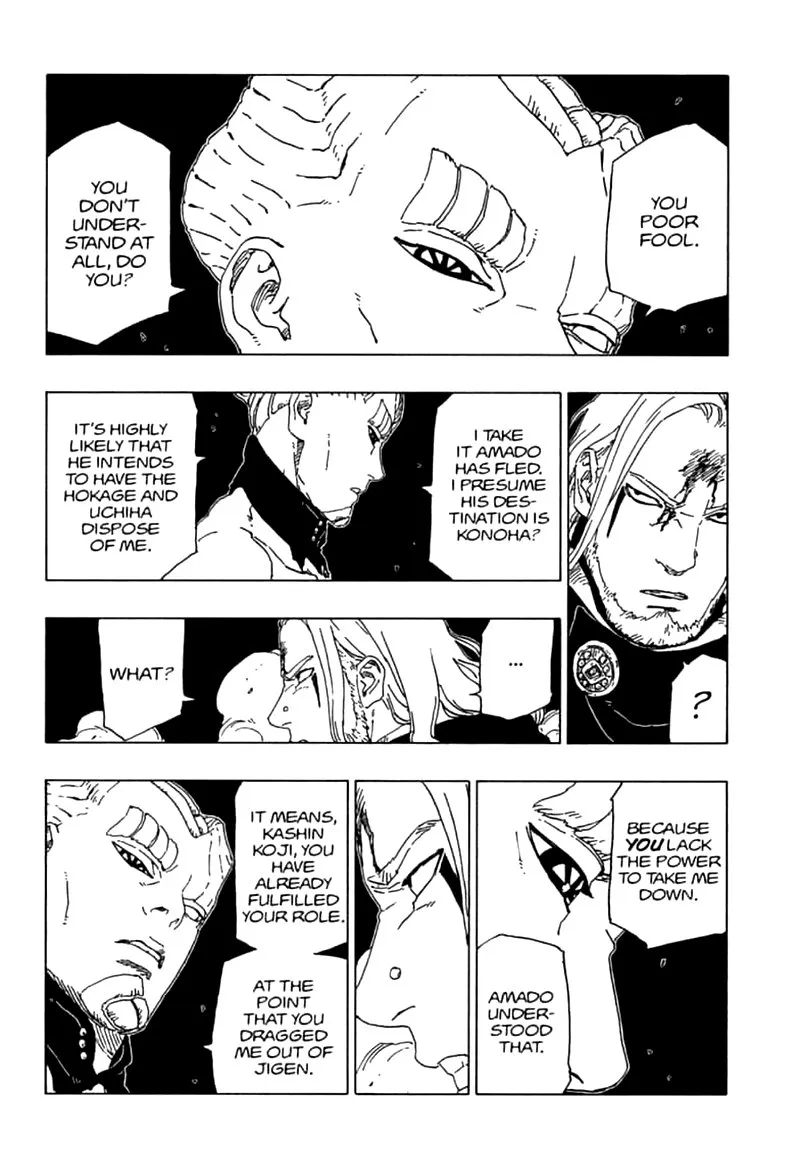 YOU
POOR
FOOL.
YOU
DON'T
UNDER-
STAND AT
ALL, DO
YOU?
?
I TAKE
IT AMADO
HAS FLED.
I PRESUME
HIS DES-
TINATION IS
KONOHA?
IT'S HIGHLY
LIKELY THAT
HE INTENDS
TO HAVE THE
HOKAGE AND
UCHIHA
DISPOSE
OF ME.
...
WHAT?
BECAUSE
YOU LACK
THE POWER
TO TAKE ME
DOWN.
AMADO
UNDER-
STOOD
THAT.
IT MEANS,
KASHIN
KOJI, YOU
HAVE
ALREADY
FULFILLED
YOUR ROLE.
AT THE
POINT
THAT YOU
DRAGGED
ME OUT OF
JIGEN.